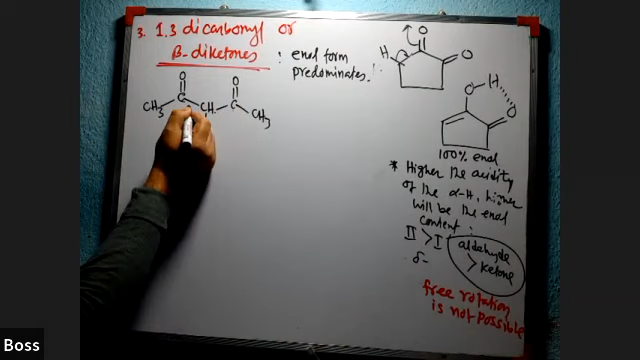 3. 1.3 dicarbonyl or
β-diketones : enol form
predominates.
O
O
CH3
C
CH
C
CH3
H
O
O
O
H
O
100% enol
* Higher the acidity
of the α-H, higher
will be the enol
content:
II > I
δ-
aldehyde
> ketone
free rotation
is not possible
Boss